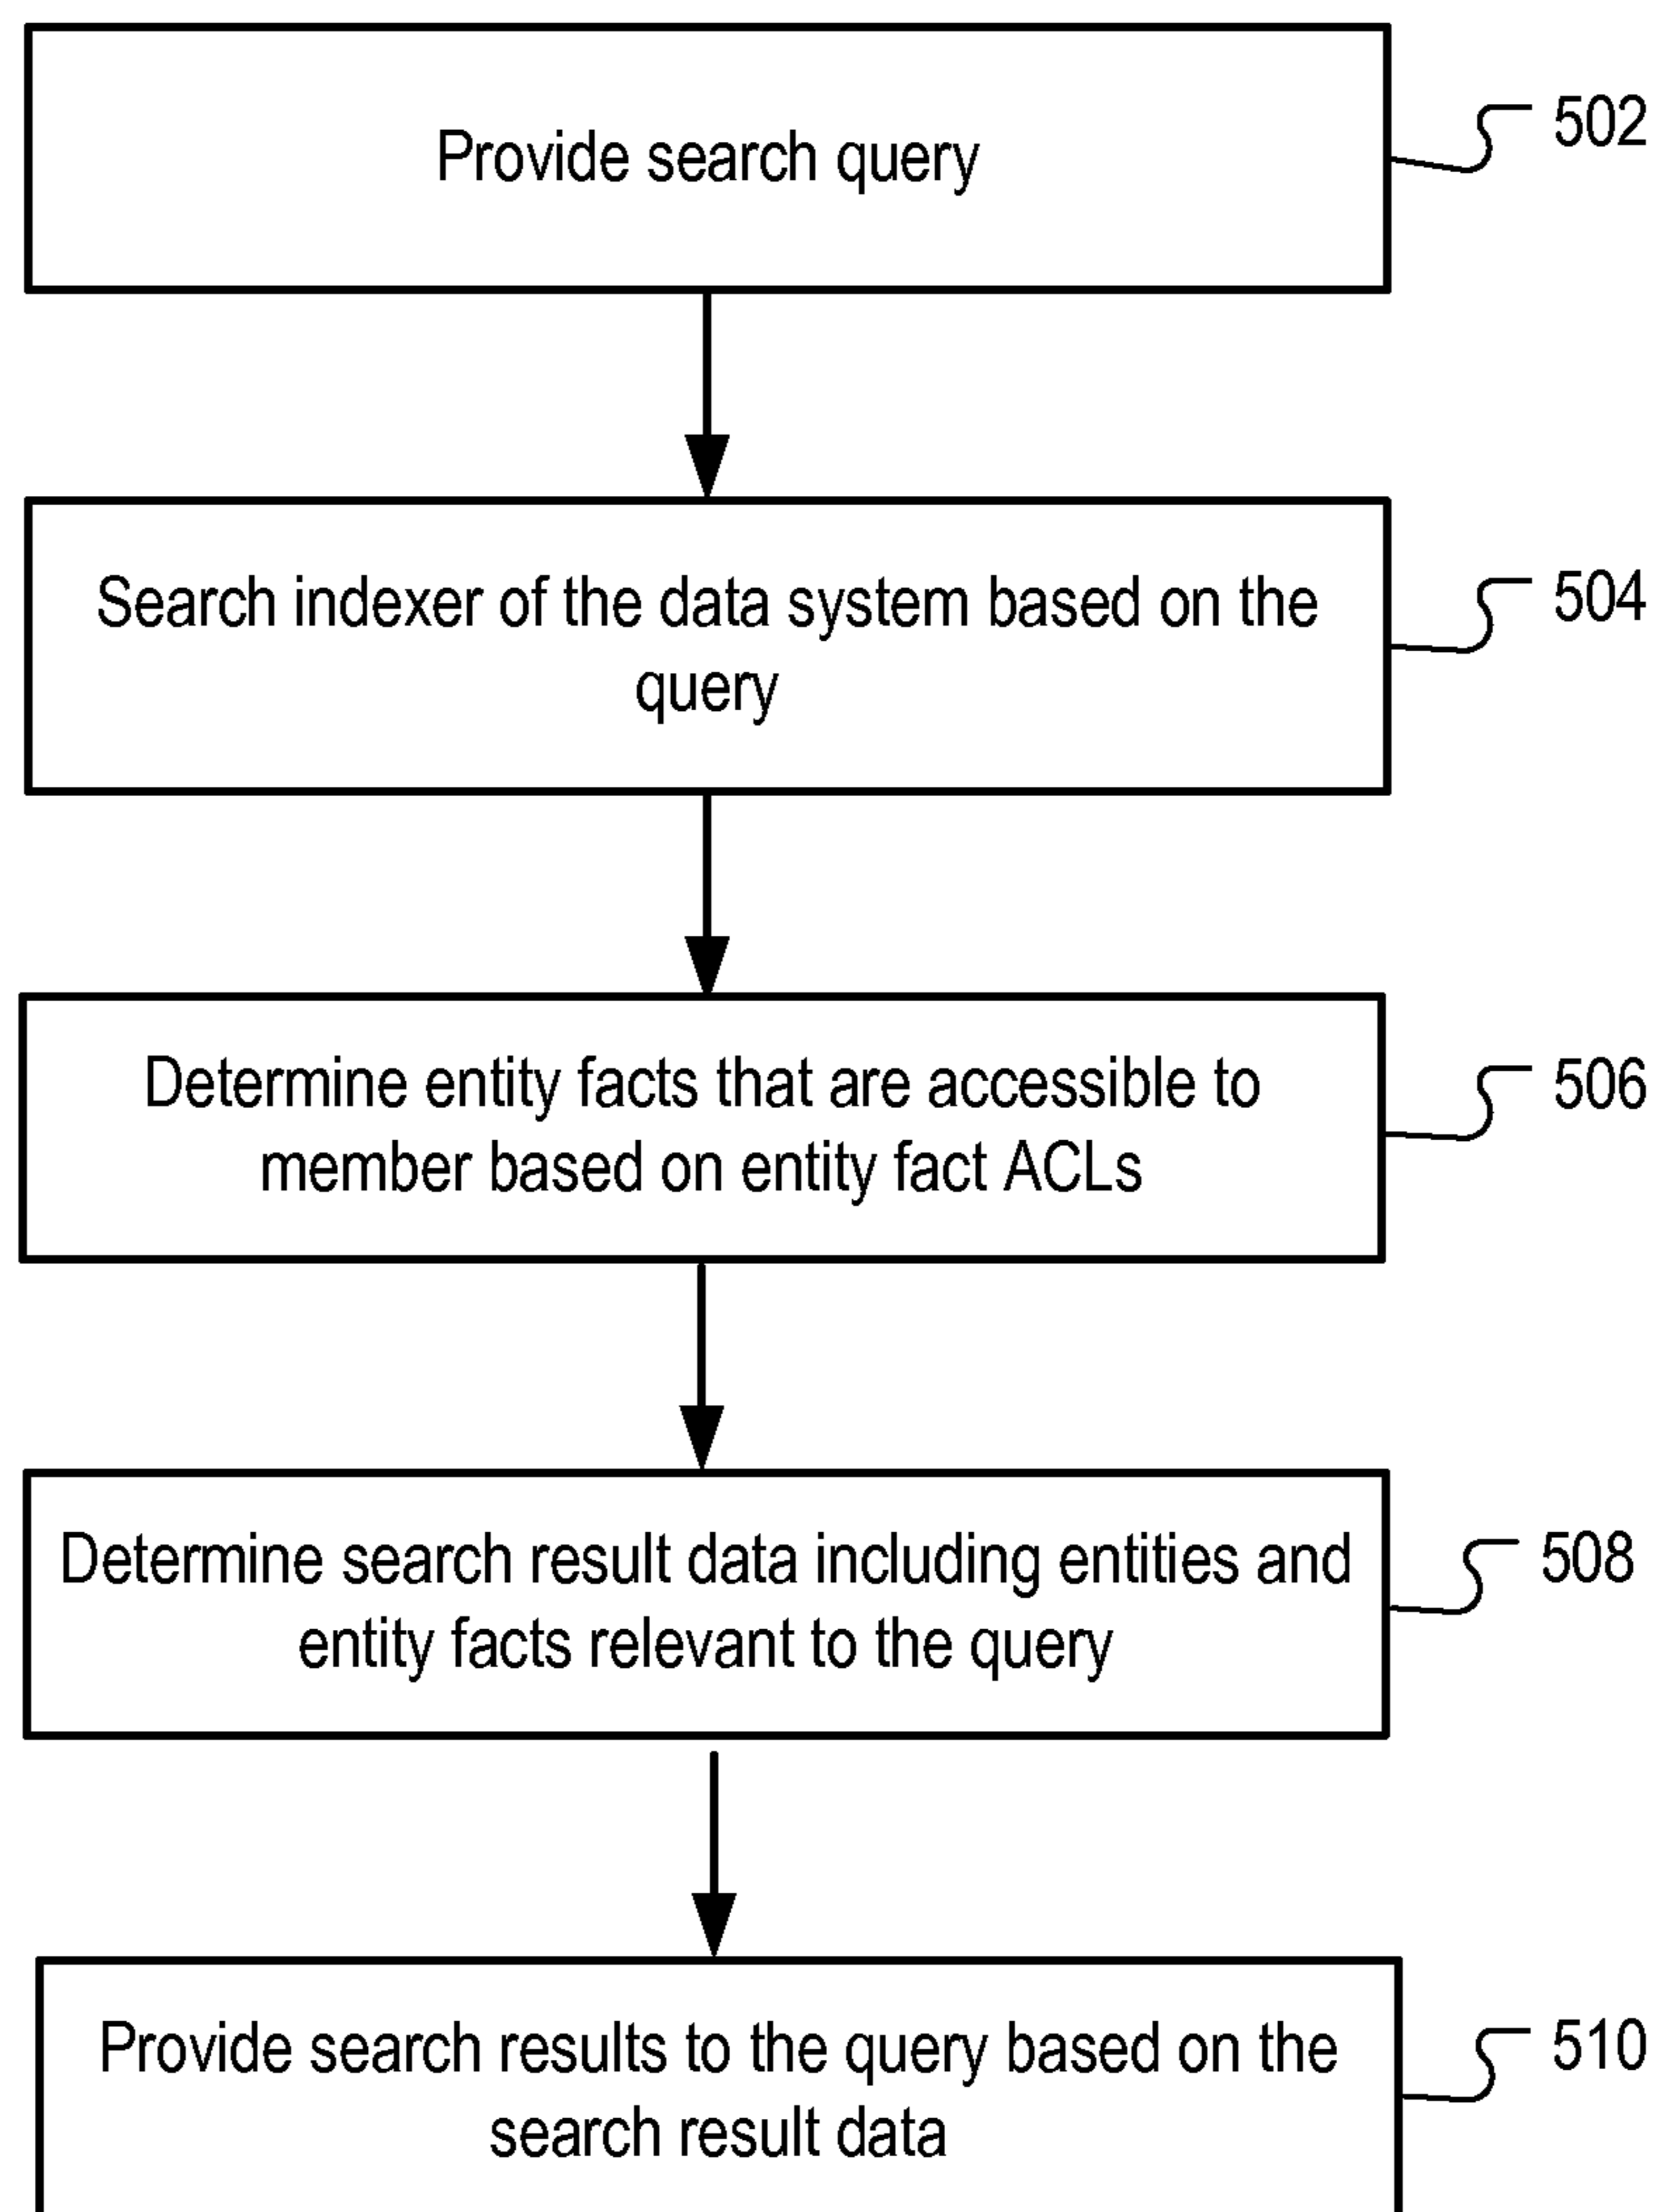 Provide search query
502
Search indexer of the data system based on the
query
504
Determine entity facts that are accessible to
member based on entity fact ACLs
506
Determine search result data including entities and
entity facts relevant to the query
508
Provide search results to the query based on the
search result data
510